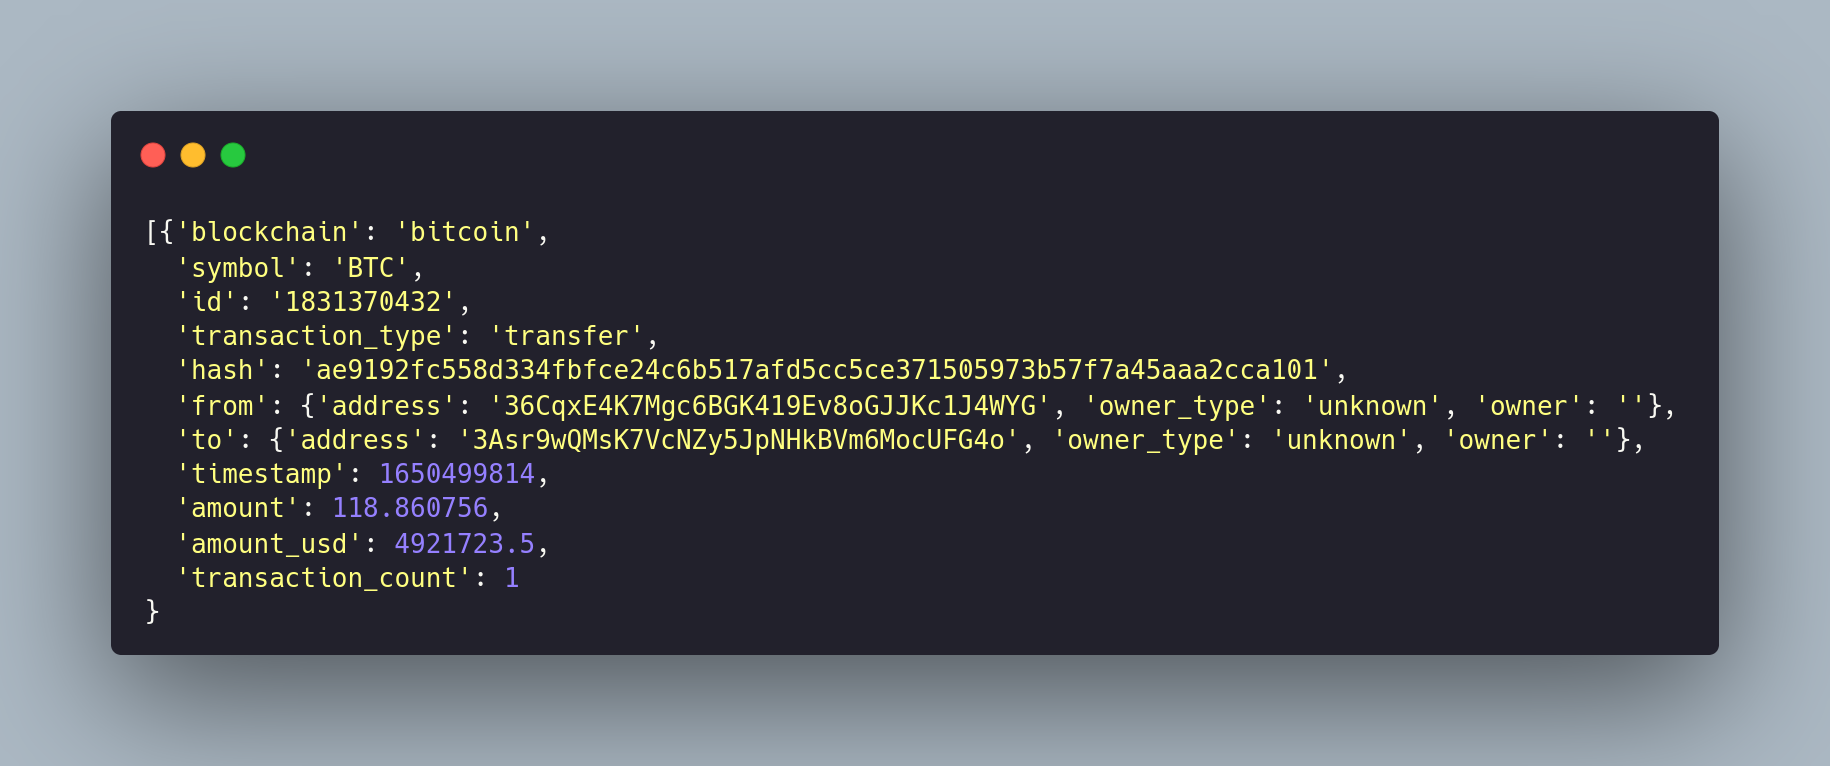 [{'blockchain': 'bitcoin',
'symbol': 'BTC',
'id': '1831370432',
'transaction_type': 'transfer',
'hash': 'ae9192fc558d334fbfce24c6b517afd5cc5ce371505973b57f7a45aaa2cca101',
'from': {'address': '36CqxE4K7Mgc6BGK419Ev8oGJJKc1J4WYG', 'owner_type': 'unknown', 'owner': ''},
'to': {'address': '3Asr9wQMsK7VcNZy5JpNHkBVm6MocUFG4o', 'owner_type': 'unknown', 'owner': ''},
'timestamp': 1650499814,
'amount': 118.860756,
'amount_usd': 4921723.5,
'transaction_count': 1
}